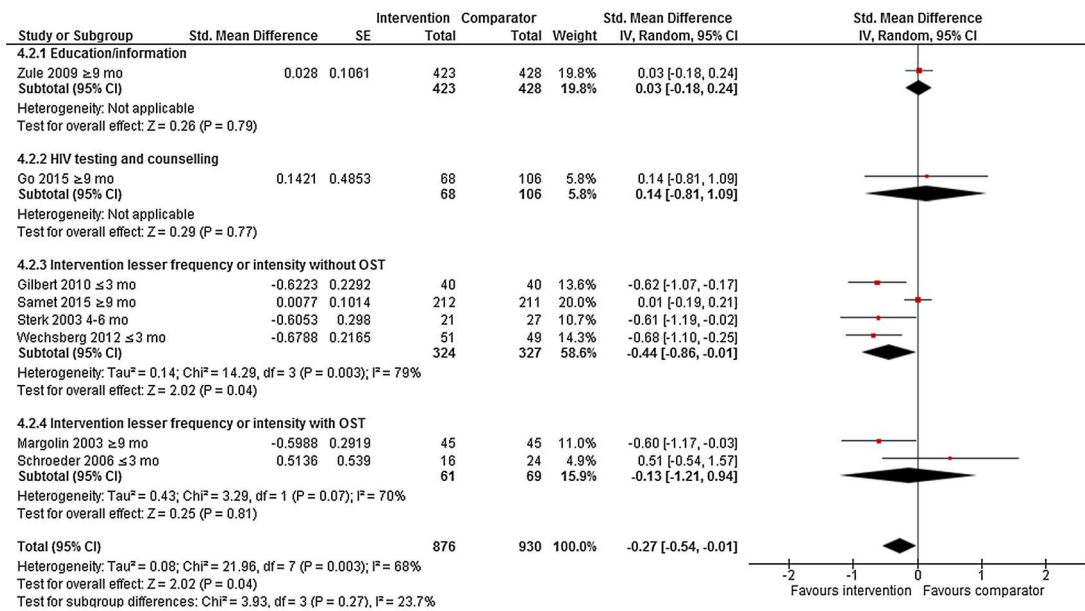 Intervention Comparator Std. Mean Difference Std. Mean Difference
Study or Subgroup Std. Mean Difference SE Total Total Weight IV, Random, 95% CI IV, Random, 95% CI
4.2.1 Education/information
Zule 2009 ≥9 mo 0.028 0.1061 423 428 19.8% 0.03 [-0.18, 0.24]
Subtotal (95% CI) 423 428 19.8% 0.03 [-0.18, 0.24]
Heterogeneity: Not applicable
Test for overall effect: Z = 0.26 (P = 0.79)
4.2.2 HIV testing and counselling
Go 2015 ≥9 mo 0.1421 0.4853 68 106 5.8% 0.14 [-0.81, 1.09]
Subtotal (95% CI) 68 106 5.8% 0.14 [-0.81, 1.09]
Heterogeneity: Not applicable
Test for overall effect: Z = 0.29 (P = 0.77)
4.2.3 Intervention lesser frequency or intensity without OST
Gilbert 2010 ≤3 mo -0.6223 0.2292 40 40 13.6% -0.62 [-1.07, -0.17]
Samet 2015 ≥9 mo 0.0077 0.1014 212 211 20.0% 0.01 [-0.19, 0.21]
Sterk 2003 4-6 mo -0.6053 0.298 21 27 10.7% -0.61 [-1.19, -0.02]
Wechsberg 2012 ≤3 mo -0.6788 0.2165 51 49 14.3% -0.68 [-1.10, -0.25]
Subtotal (95% CI) 324 327 58.6% -0.44 [-0.86, -0.01]
Heterogeneity: Tau² = 0.14; Chi² = 14.29, df = 3 (P = 0.003); I² = 79%
Test for overall effect: Z = 2.02 (P = 0.04)
4.2.4 Intervention lesser frequency or intensity with OST
Margolin 2003 ≥9 mo -0.5988 0.2919 45 45 11.0% -0.60 [-1.17, -0.03]
Schroeder 2006 ≤3 mo 0.5136 0.539 16 24 4.9% 0.51 [-0.54, 1.57]
Subtotal (95% CI) 61 69 15.9% -0.13 [-1.21, 0.94]
Heterogeneity: Tau² = 0.43; Chi² = 3.29, df = 1 (P = 0.07); I² = 70%
Test for overall effect: Z = 0.25 (P = 0.81)
Total (95% CI) 876 930 100.0% -0.27 [-0.54, -0.01]
Heterogeneity: Tau² = 0.08; Chi² = 21.96, df = 7 (P = 0.003); I² = 68%
Test for overall effect: Z = 2.02 (P = 0.04)
Test for subgroup differences: Chi² = 3.93, df = 3 (P = 0.27), I² = 23.7%
-2 -1 0 1 2
Favours intervention Favours comparator